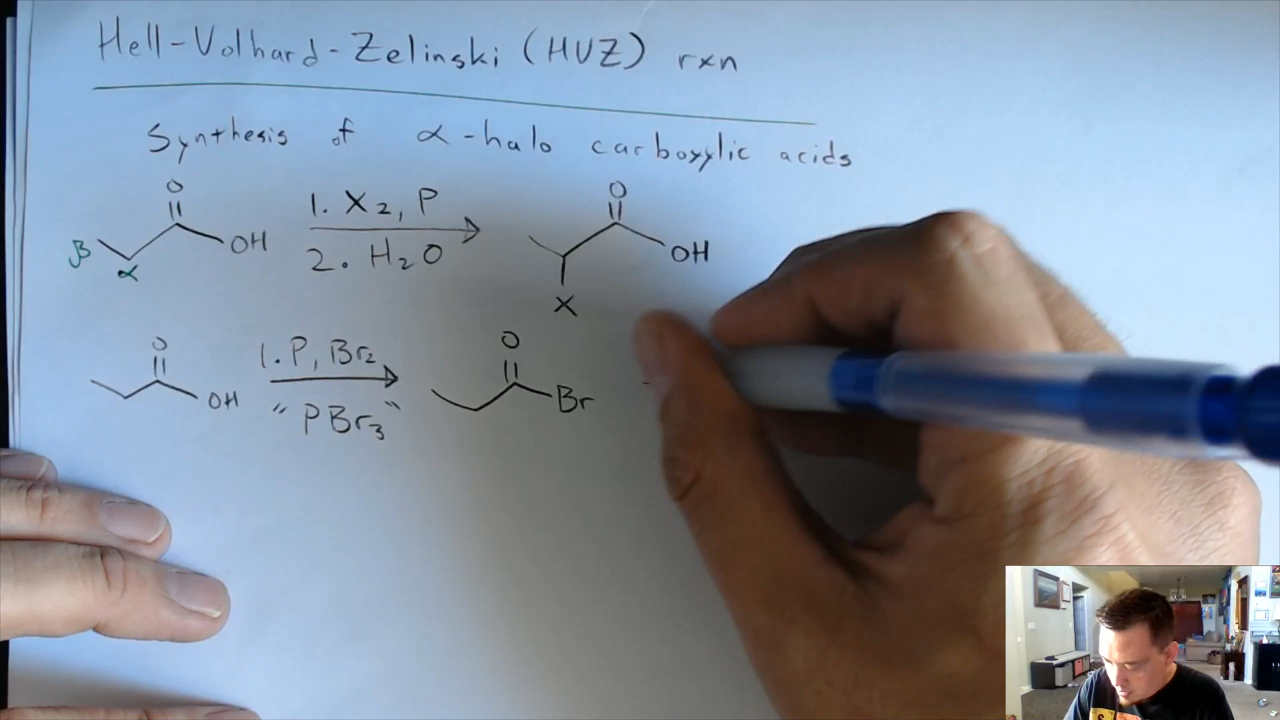 Hell-Volhard-Zelinski (HVZ) rxn
Synthesis of α-halo carboxylic acids
O
OH
β
α
1. X2, P
2. H2O
O
OH
X
O
OH
1. P, Br2
"PBr3"
O
Br